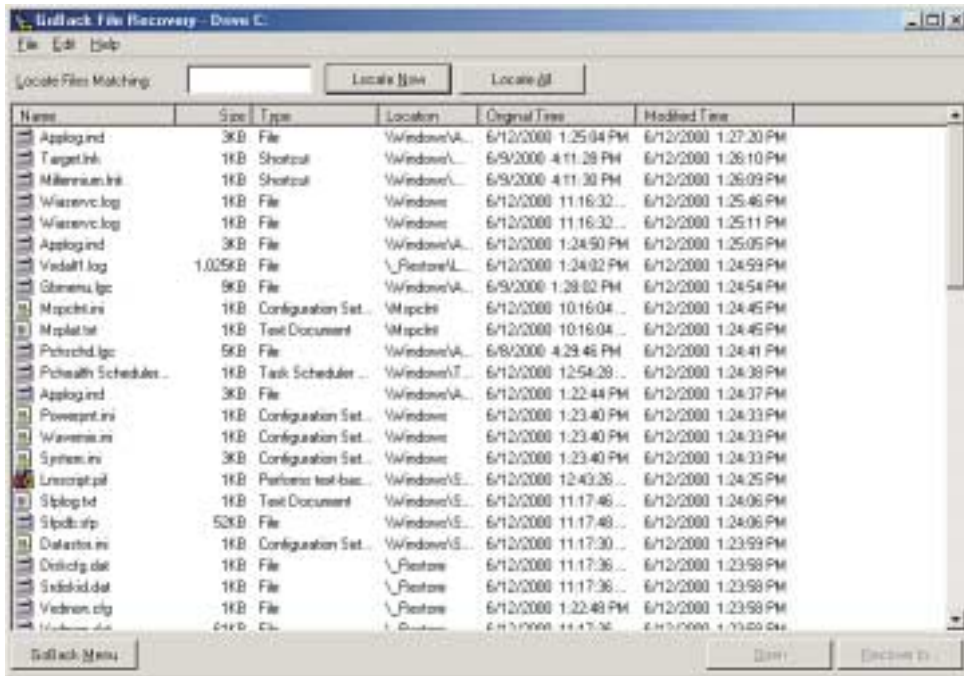 GoBack File Recovery - Drive C:
File Edit Help
Locate Files Matching: Locate Now Locate All
Name Size Type Location Original Time Modified Time
Applog.ind 3KB File \Windows\A... 6/12/2000 1:25:04 PM 6/12/2000 1:27:20 PM
Target.lnk 1KB Shortcut \Windows\... 6/9/2000 4:11:28 PM 6/12/2000 1:26:10 PM
Millennium.lnk 1KB Shortcut \Windows\... 6/9/2000 4:11:30 PM 6/12/2000 1:26:09 PM
Wiaservc.log 1KB File \Windows 6/12/2000 11:16:32... 6/12/2000 1:25:46 PM
Wiaservc.log 1KB File \Windows 6/12/2000 11:16:32... 6/12/2000 1:25:11 PM
Applog.ind 3KB File \Windows\A... 6/12/2000 1:24:50 PM 6/12/2000 1:25:05 PM
Vxdalt1.log 1,025KB File \_Restore\L... 6/12/2000 1:24:02 PM 6/12/2000 1:24:59 PM
Gbmenu.lgc 9KB File \Windows\A... 6/9/2000 1:28:02 PM 6/12/2000 1:24:54 PM
Mspclnt.ini 1KB Configuration Set... \Mspclnt 6/12/2000 10:16:04... 6/12/2000 1:24:45 PM
Msplat.txt 1KB Text Document \Mspclnt 6/12/2000 10:16:04... 6/12/2000 1:24:45 PM
Pchschd.lgc 5KB File \Windows\A... 6/8/2000 4:29:46 PM 6/12/2000 1:24:41 PM
Pchealth Scheduler... 1KB Task Scheduler... \Windows\T... 6/12/2000 12:54:28... 6/12/2000 1:24:38 PM
Applog.ind 3KB File \Windows\A... 6/12/2000 1:22:44 PM 6/12/2000 1:24:37 PM
Powerpnt.ini 1KB Configuration Set... \Windows 6/12/2000 1:23:40 PM 6/12/2000 1:24:33 PM
Wavemix.ini 1KB Configuration Set... \Windows 6/12/2000 1:23:40 PM 6/12/2000 1:24:33 PM
System.ini 3KB Configuration Set... \Windows 6/12/2000 1:23:40 PM 6/12/2000 1:24:33 PM
Lmscript.pif 1KB Performs text-bas... \Windows\S... 6/12/2000 12:43:26... 6/12/2000 1:24:25 PM
Sfplog.txt 1KB Text Document \Windows\S... 6/12/2000 11:17:46... 6/12/2000 1:24:06 PM
Sfpdb.sfp 52KB File \Windows\S... 6/12/2000 11:17:48... 6/12/2000 1:24:06 PM
Datastor.ini 1KB Configuration Set... \Windows\S... 6/12/2000 11:17:30... 6/12/2000 1:23:59 PM
Diskcfg.dat 1KB File \_Restore 6/12/2000 11:17:36... 6/12/2000 1:23:58 PM
Srdiskid.dat 1KB File \_Restore 6/12/2000 11:17:36... 6/12/2000 1:23:58 PM
Vxdmon.cfg 1KB File \_Restore 6/12/2000 1:22:48 PM 6/12/2000 1:23:58 PM
GoBack Menu Open Recover to...